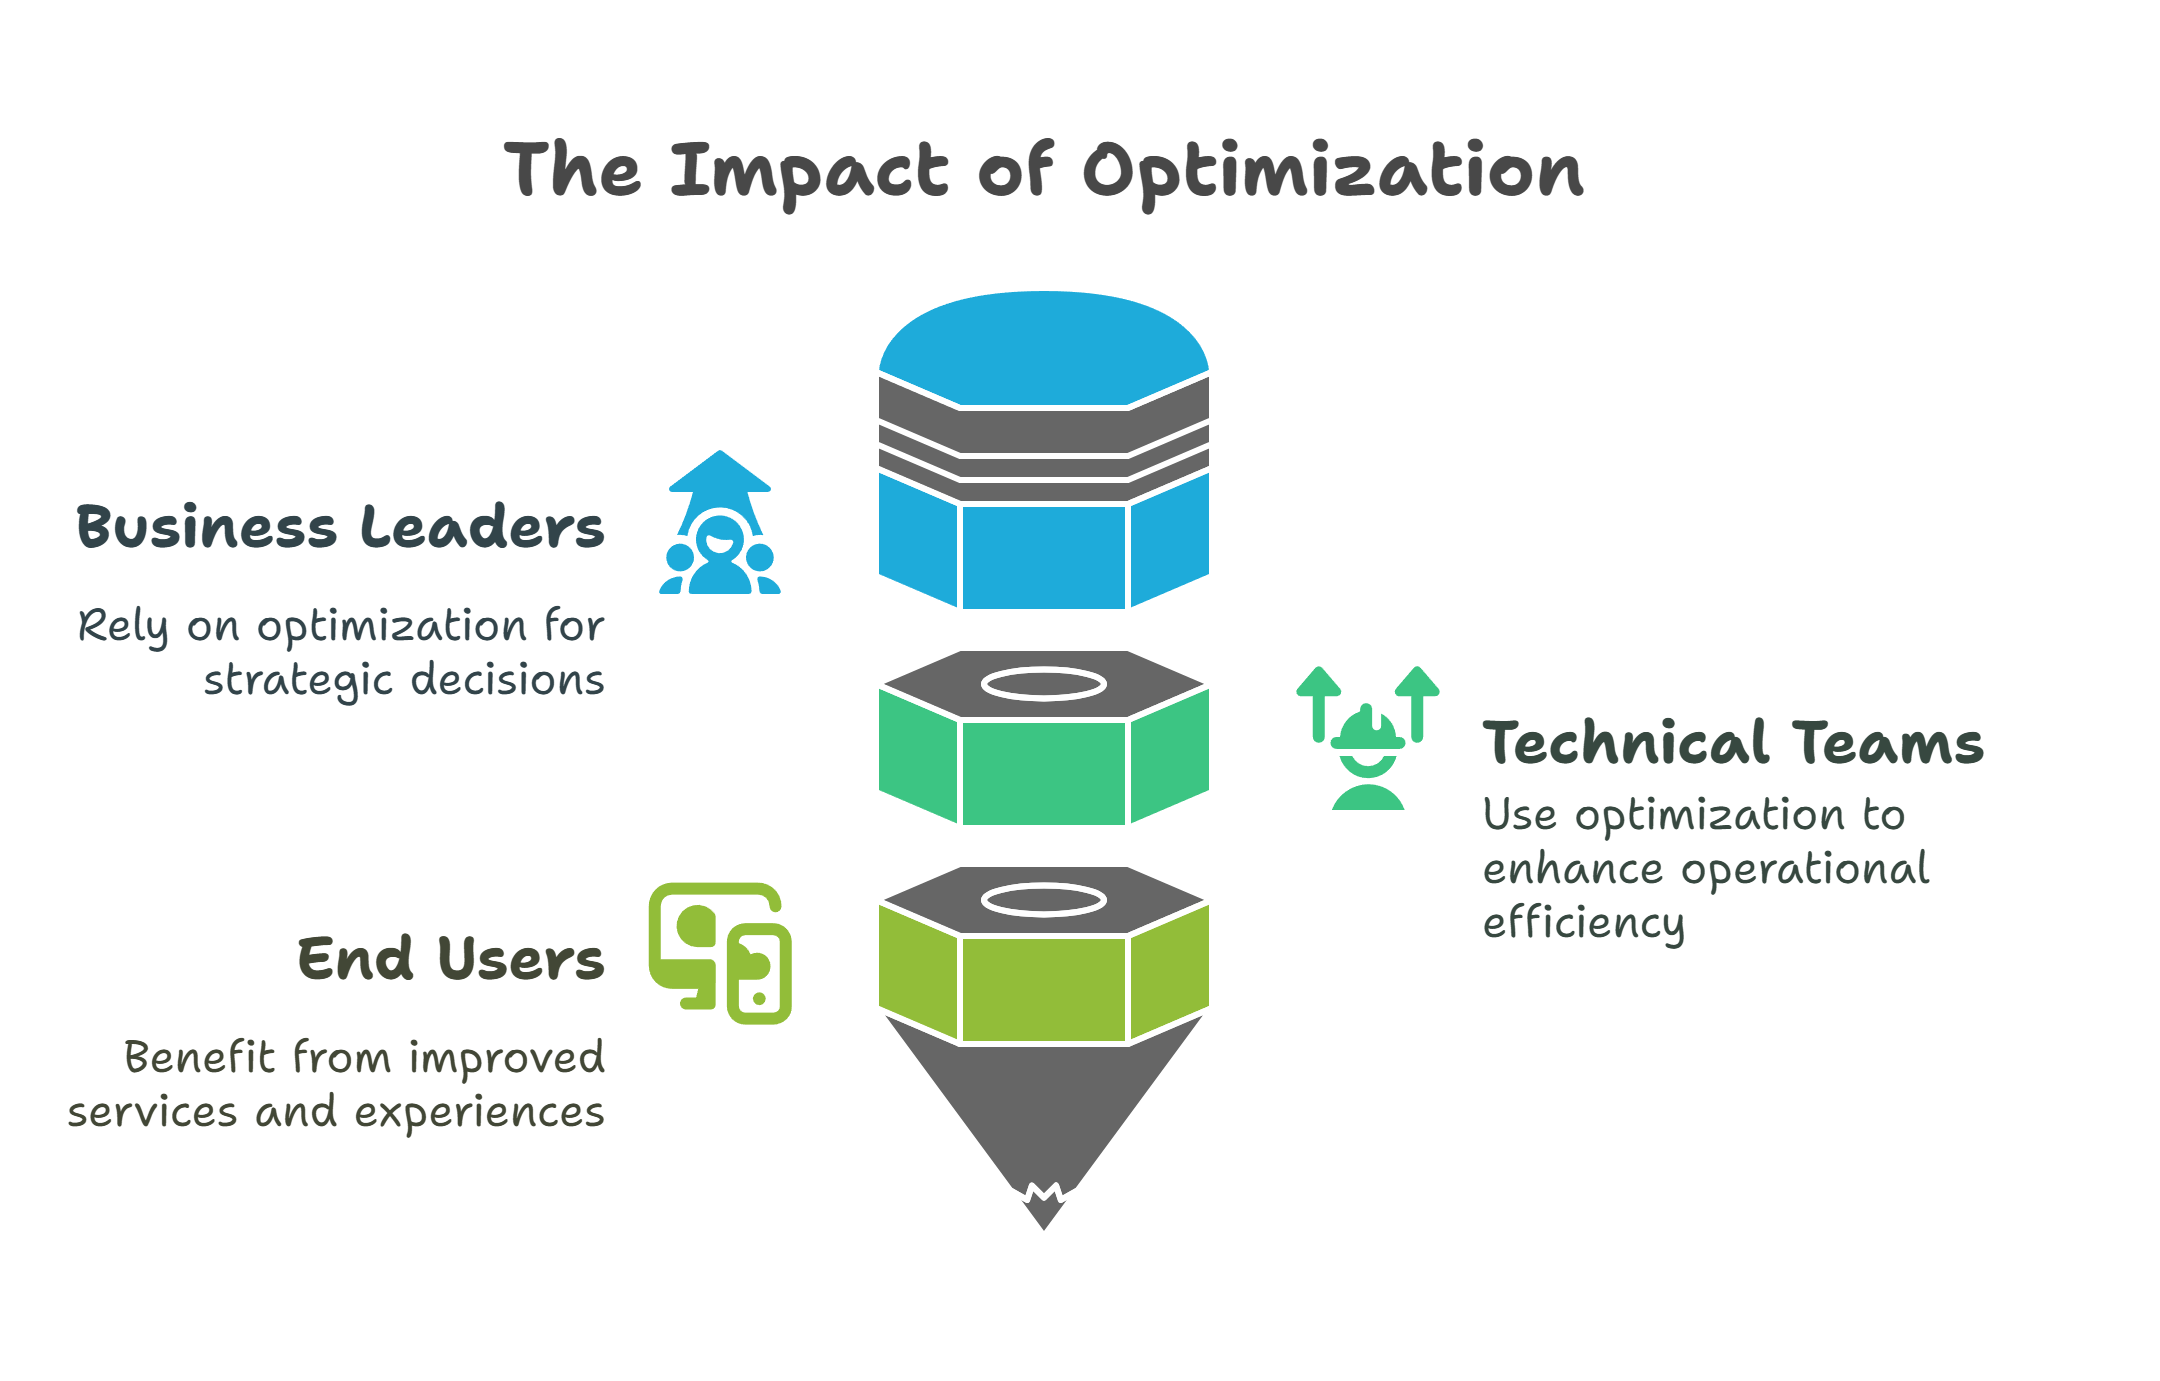 The Impact of Optimization
Business Leaders
Rely on optimization for
strategic decisions
Technical Teams
Use optimization to
enhance operational
efficiency
End Users
Benefit from improved
services and experiences